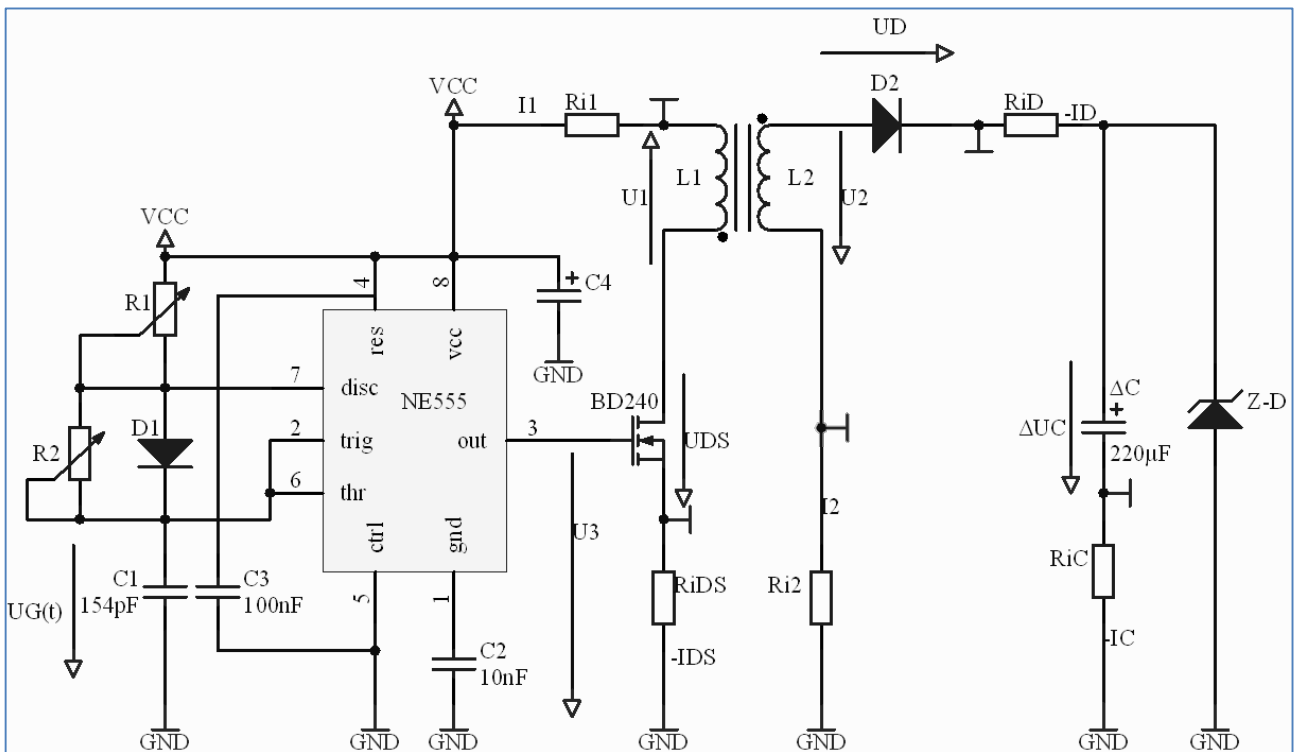 UD
VCC
D2
I1
Ri1
RiD
-ID
U1
L1
L2
U2
VCC
R1
4
8
+
C4
res
vcc
GND
7
disc
NE555
BD240
ΔC
+
Z-D
D1
2
trig
out
3
UDS
ΔUC
220µF
R2
6
thr
I2
ctrl
gnd
U3
RiC
C1
C3
RiDS
Ri2
UG(t)
154pF
100nF
5
1
-IC
C2
-IDS
10nF
GND
GND
GND
GND
GND
GND
GND